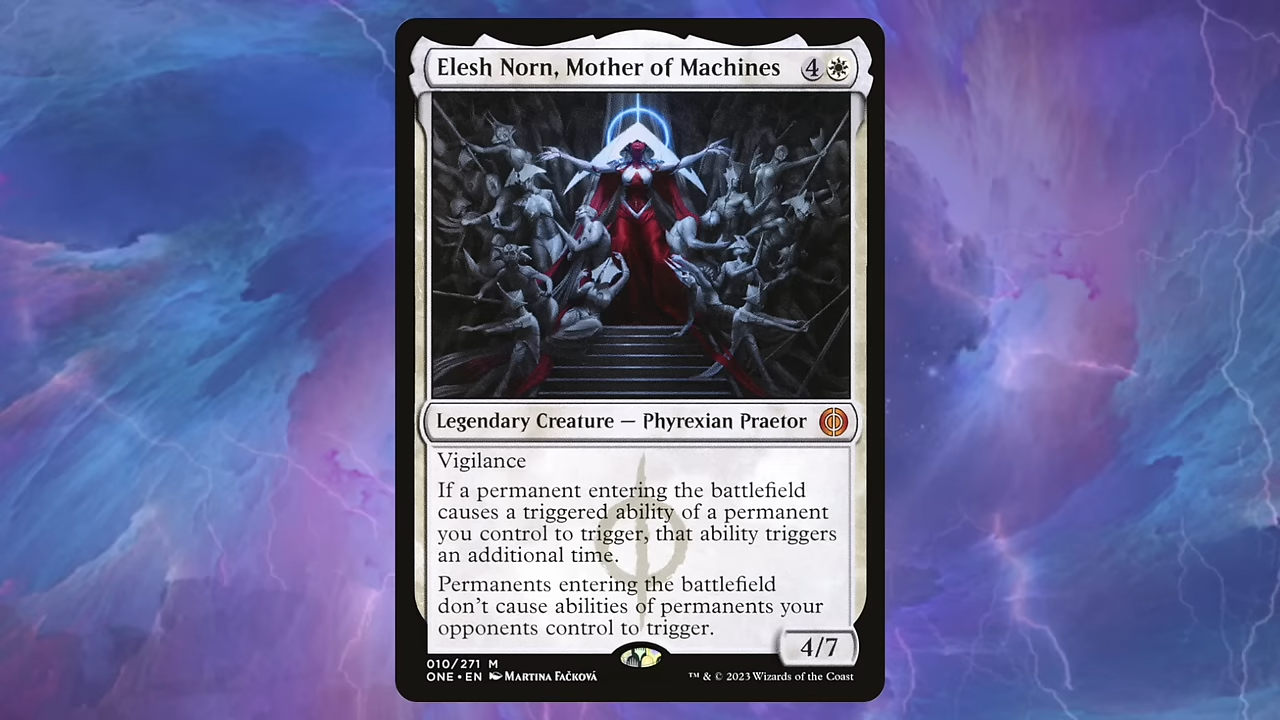 Elesh Norn, Mother of Machines 4
Legendary Creature — Phyrexian Praetor
Vigilance
If a permanent entering the battlefield
causes a triggered ability of a permanent
you control to trigger, that ability triggers
an additional time.
Permanents entering the battlefield
don't cause abilities of permanents your
opponents control to trigger.
4/7
010/271 M
ONE • EN Martina Fačková
™ & © 2023 Wizards of the Coast